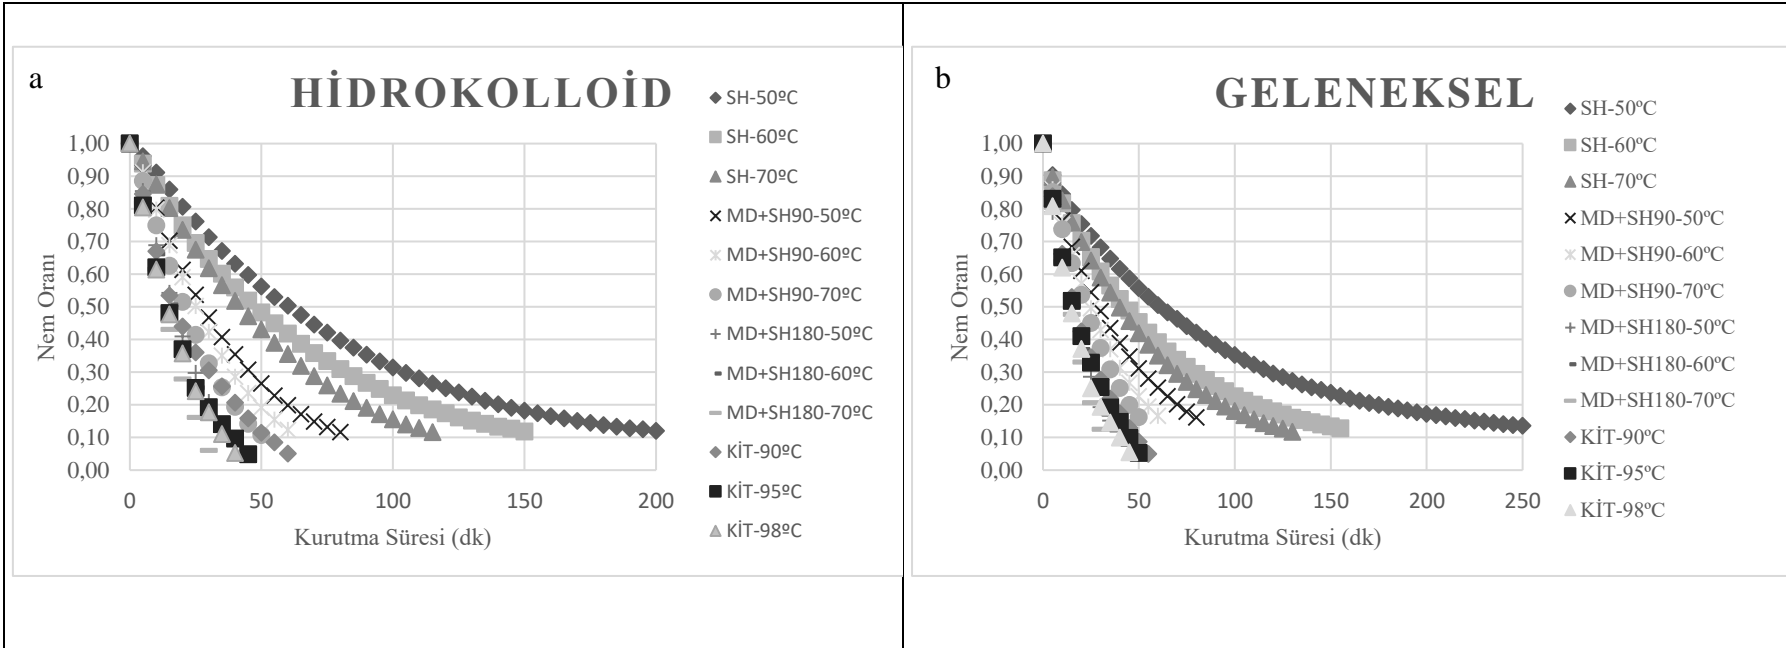 a
HİDROKOLLOİD
1,00
0,90
0,80
0,70
0,60
0,50
0,40
0,30
0,20
0,10
0,00
Nem Oranı
0 50 100 150 200
Kurutma Süresi (dk)
SH-50ºC
SH-60ºC
SH-70ºC
MD+SH90-50ºC
MD+SH90-60ºC
MD+SH90-70ºC
MD+SH180-50ºC
MD+SH180-60ºC
MD+SH180-70ºC
KİT-90ºC
KİT-95ºC
KİT-98ºC
b
GELENEKSEL
1,00
0,90
0,80
0,70
0,60
0,50
0,40
0,30
0,20
0,10
0,00
Nem Oranı
0 50 100 150 200 250
Kurutma Süresi (dk)
SH-50ºC
SH-60ºC
SH-70ºC
MD+SH90-50ºC
MD+SH90-60ºC
MD+SH90-70ºC
MD+SH180-50ºC
MD+SH180-60ºC
MD+SH180-70ºC
KİT-90ºC
KİT-95ºC
KİT-98ºC